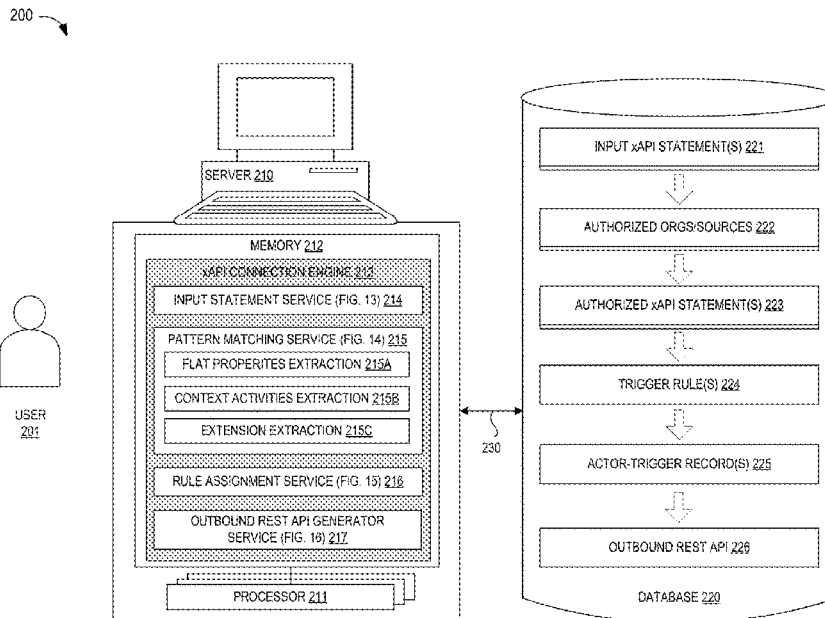 200
SERVER 210
MEMORY 212
xAPI CONNECTION ENGINE 213
INPUT STATEMENT SERVICE (FIG. 13) 214
PATTERN MATCHING SERVICE (FIG. 14) 215
FLAT PROPERITES EXTRACTION 215A
CONTEXT ACTIVITIES EXTRACTION 215B
EXTENSION EXTRACTION 215C
RULE ASSIGNMENT SERVICE (FIG. 15) 216
OUTBOUND REST API GENERATOR
SERVICE (FIG. 16) 217
PROCESSOR 211
USER
201
230
INPUT xAPI STATEMENT(S) 221
AUTHORIZED ORGS/SOURCES 222
AUTHORIZED xAPI STATEMENT(S) 223
TRIGGER RULE(S) 224
ACTOR-TRIGGER RECORD(S) 225
OUTBOUND REST API 226
DATABASE 220